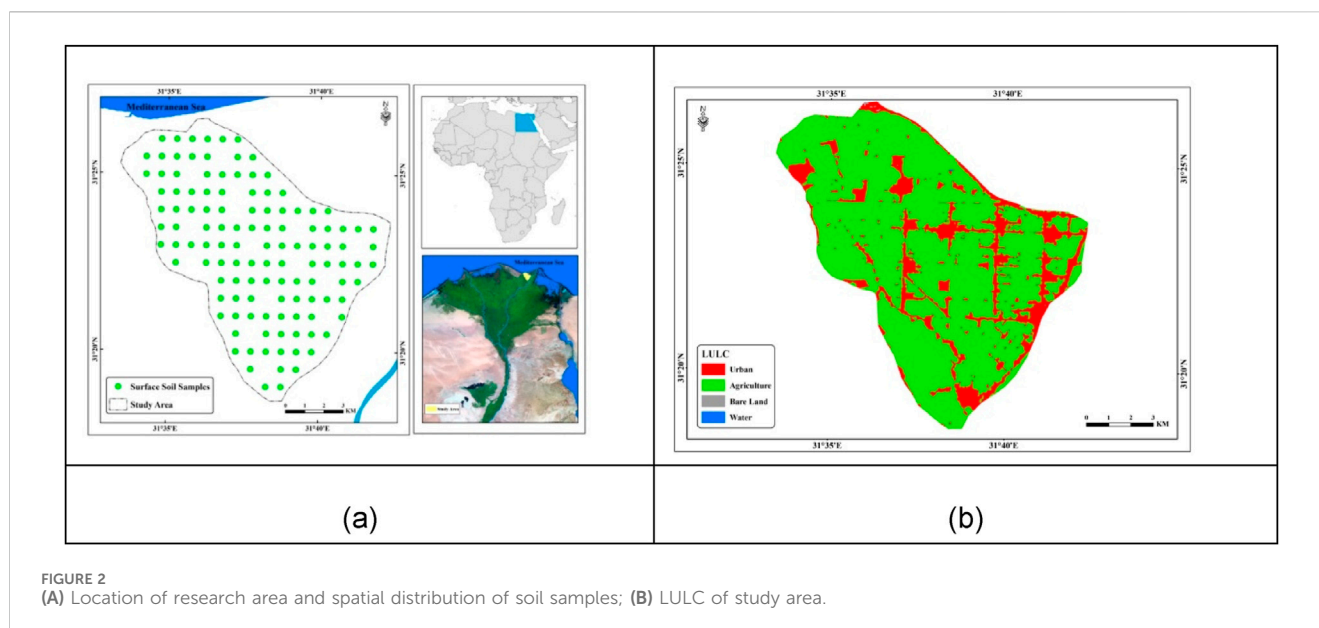 31°35'E 31°40'E
Mediterranean Sea
31°25'N 31°25'N
31°20'N 31°20'N
Surface Soil Samples
Study Area
0 1 2 3
KM
31°35'E 31°40'E
Mediterranean Sea
Study Area
31°35'E 31°40'E
N
31°25'N 31°25'N
31°20'N 31°20'N
LULC
Urban
Agriculture
Bare Land
Water
0 1 2 3
KM
31°35'E 31°40'E
(a) (b)
FIGURE 2
(A) Location of research area and spatial distribution of soil samples; (B) LULC of study area.